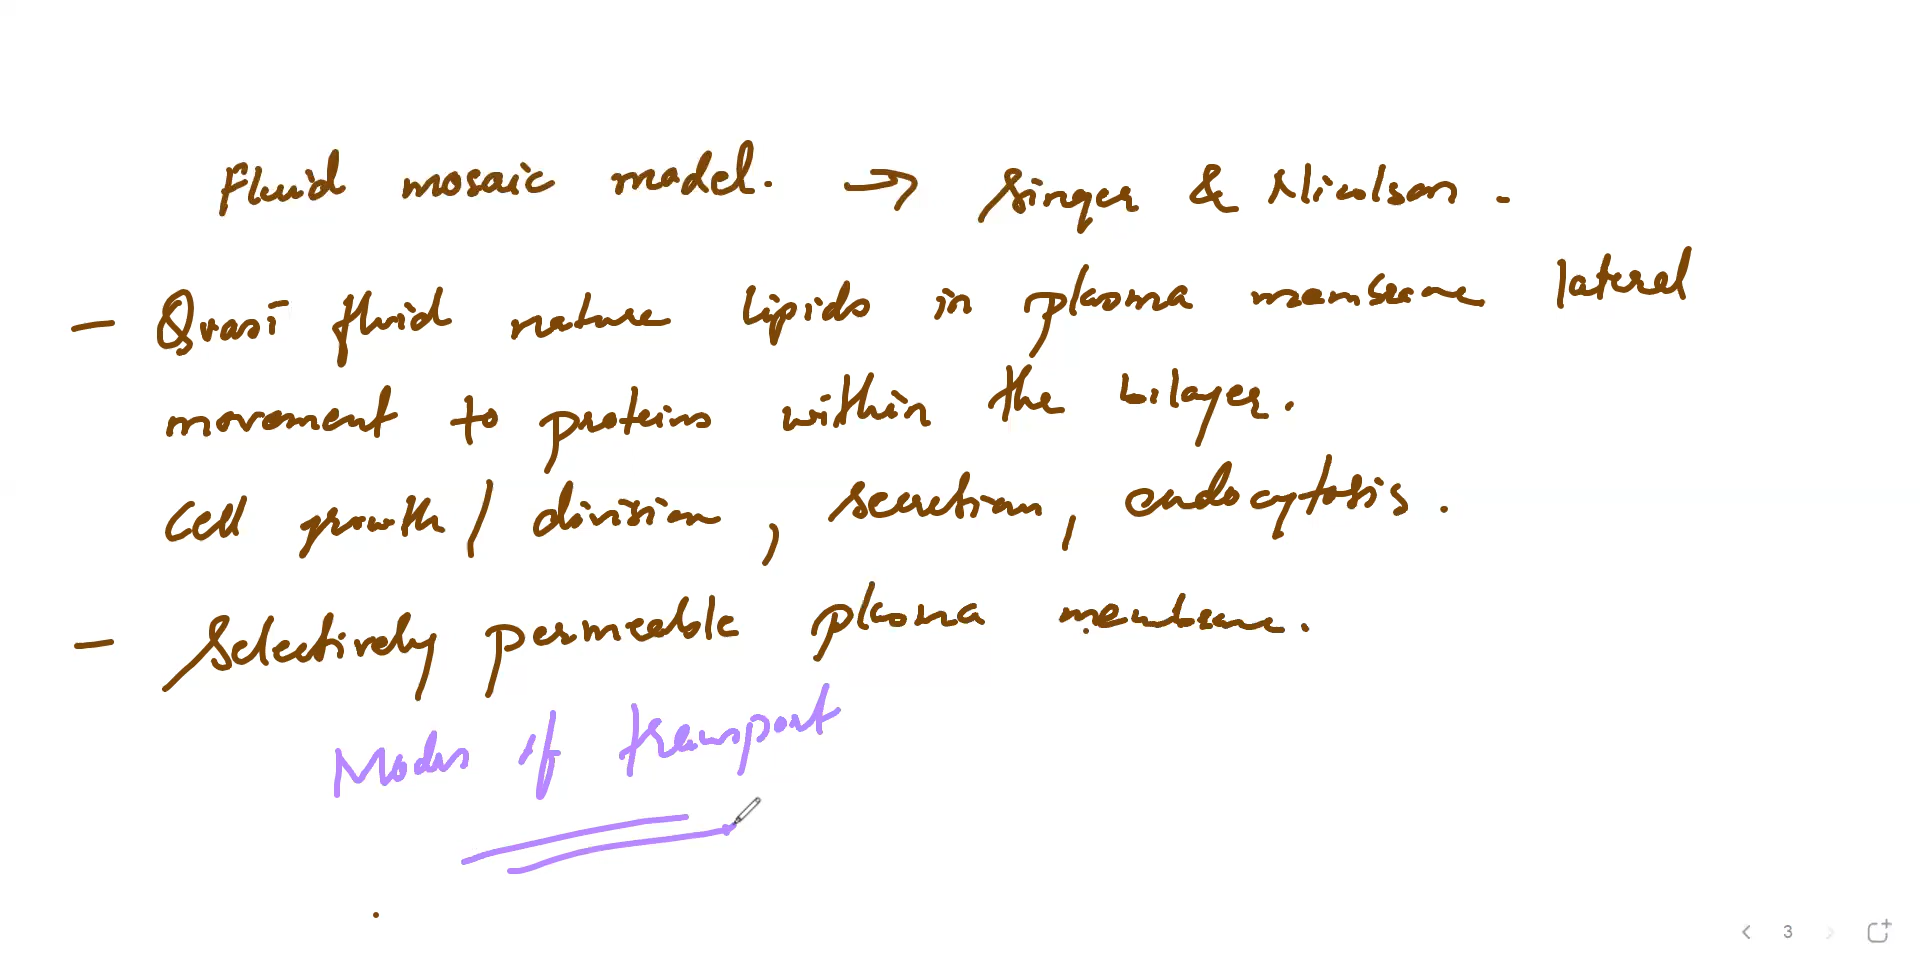 Fluid mosaic model. → Singer & Nicolson.
- Quasi fluid nature lipids in plasma membrane lateral
movement to proteins within the bilayer.
Cell growth / division, secretion, endocytosis.
- Selectively permeable plasma membrane.
Modes of transport
3